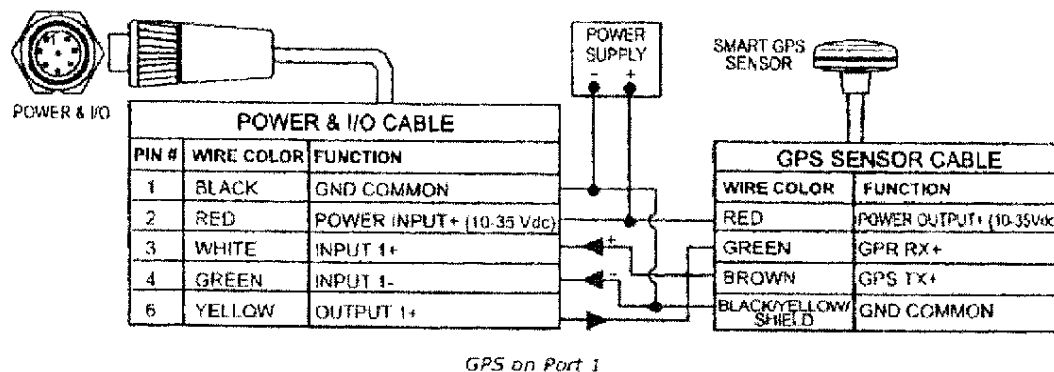 POWER & I/O
POWER SUPPLY
- +
SMART GPS SENSOR
POWER & I/O CABLE
PIN # WIRE COLOR FUNCTION
1 BLACK GND COMMON
2 RED POWER INPUT+ (10-35 Vdc)
3 WHITE INPUT 1+
4 GREEN INPUT 1-
6 YELLOW OUTPUT 1+
+
-
GPS SENSOR CABLE
WIRE COLOR FUNCTION
RED POWER OUTPUT+ (10-35Vdc
GREEN GPR RX+
BROWN GPS TX+
BLACK/YELLOW/ SHIELD GND COMMON
GPS on Port 1